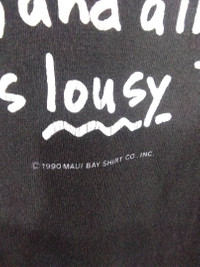 and all
s lousy
© 1990 MAUI BAY SHIRT CO., INC.